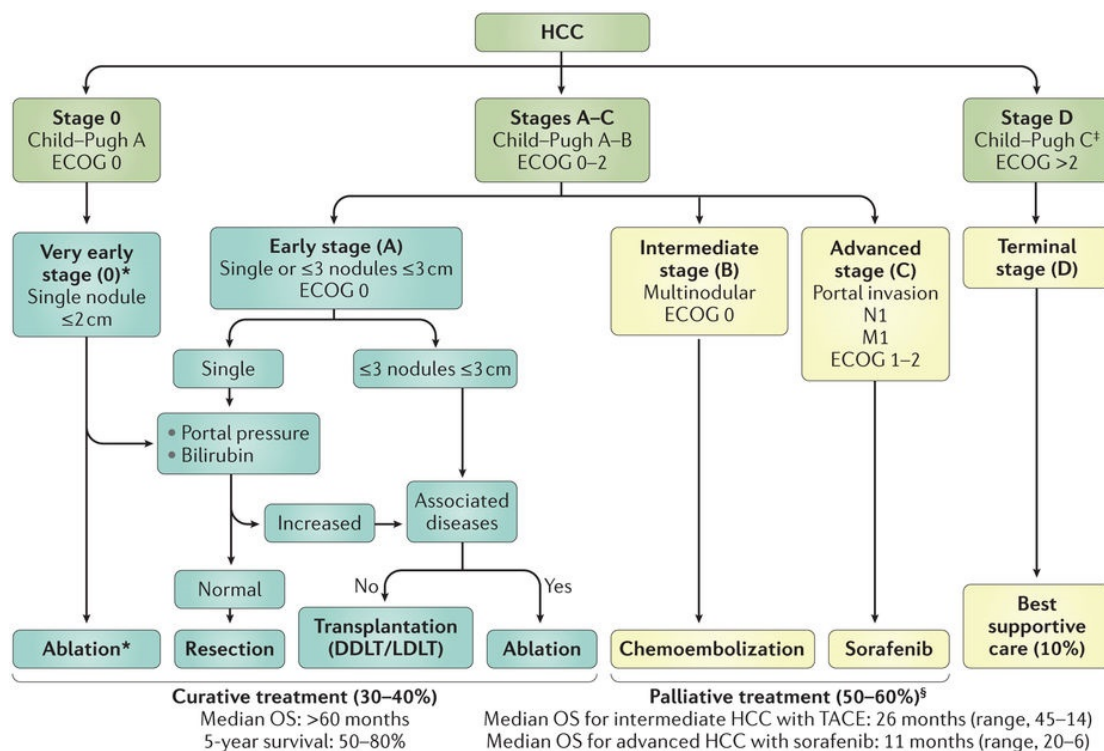 HCC
Stage 0
Child–Pugh A
ECOG 0
Stages A–C
Child–Pugh A–B
ECOG 0–2
Stage D
Child–Pugh C‡
ECOG >2
Very early
stage (0)*
Single nodule
≤2 cm
Early stage (A)
Single or ≤3 nodules ≤3 cm
ECOG 0
Intermediate
stage (B)
Multinodular
ECOG 0
Advanced
stage (C)
Portal invasion
N1
M1
ECOG 1–2
Terminal
stage (D)
Single
≤3 nodules ≤3 cm
• Portal pressure
• Bilirubin
Increased
Associated
diseases
Normal
No
Yes
Ablation*
Resection
Transplantation
(DDLT/LDLT)
Ablation
Chemoembolization
Sorafenib
Best
supportive
care (10%)
Curative treatment (30–40%)
Median OS: >60 months
5-year survival: 50–80%
Palliative treatment (50–60%)§
Median OS for intermediate HCC with TACE: 26 months (range, 45–14)
Median OS for advanced HCC with sorafenib: 11 months (range, 20–6)